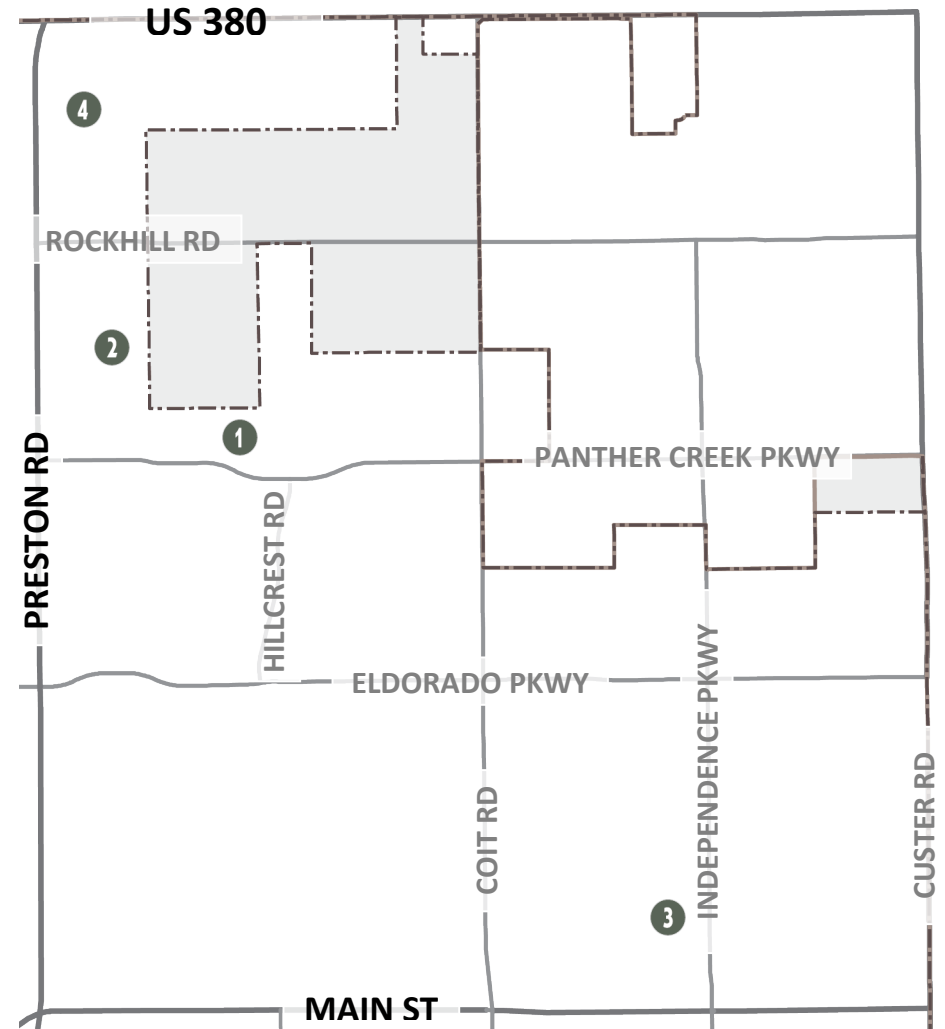 US 380
4
ROCKHILL RD
2
1
PANTHER CREEK PKWY
PRESTON RD
HILLCREST RD
ELDORADO PKWY
INDEPENDENCE PKWY
COIT RD
CUSTER RD
3
MAIN ST